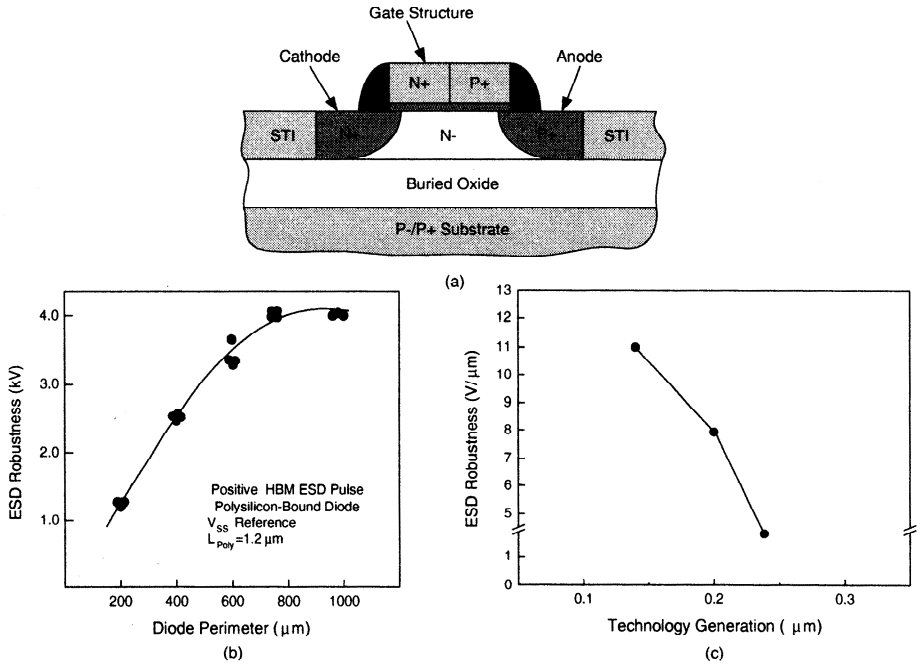 Gate Structure
Cathode
Anode
N+
P+
STI
N+
N-
P+
STI
Buried Oxide
P-/P+ Substrate
(a)
ESD Robustness (kV)
4.0
3.0
2.0
1.0
Positive HBM ESD Pulse
Polysilicon-Bound Diode
VSS Reference
LPoly=1.2 μm
200 400 600 800 1000
Diode Perimeter (μm)
(b)
ESD Robustness (V/μm)
13
12
11
10
9
8
7
6
5
1
0
0.1 0.2 0.3
Technology Generation ( μm)
(c)